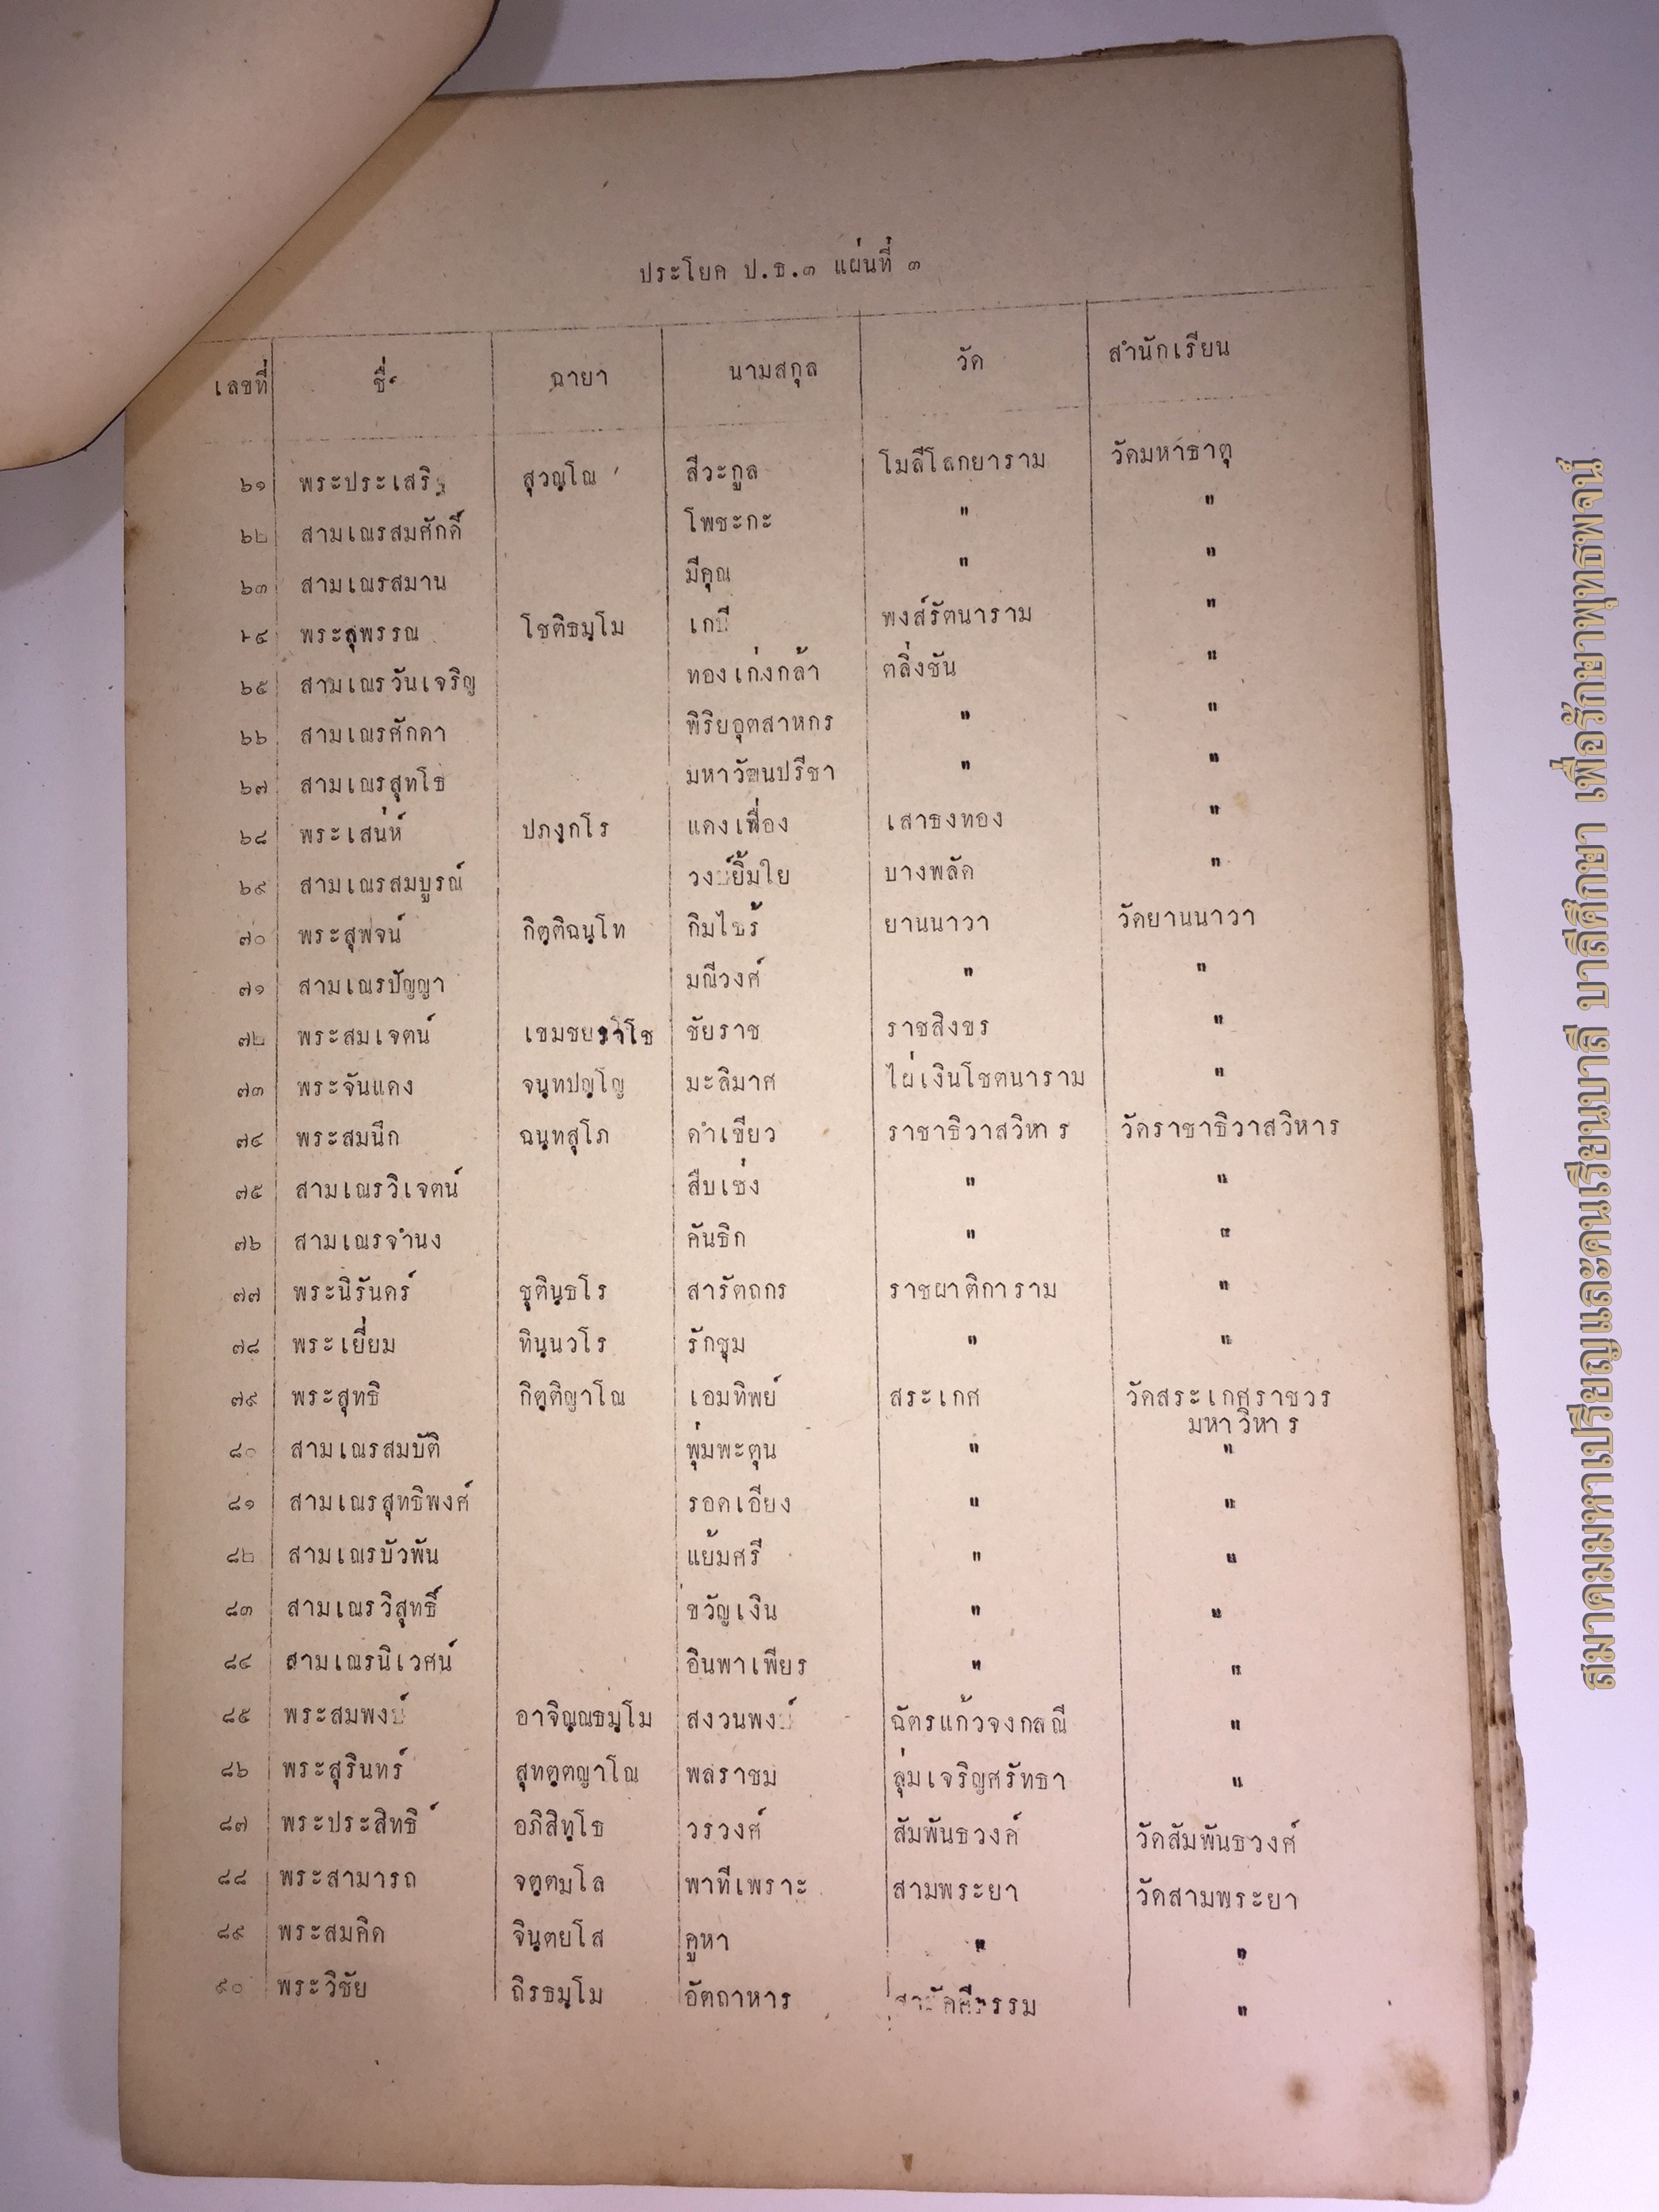 ประโยค ป.ธ.๓ แผ่นที่ ๓
เลขที่ ชื่อ ฉายา นามสกุล วัด สำนักเรียน
๖๑ พระประเสริฐ สุวณฺโณ สีวะกูล โมลีโลกยาราม วัดมหาธาตุ
๖๒ สามเณรสมศักดิ์ โพชะกะ " "
๖๓ สามเณรสมาน มีคุณ " "
๖๔ พระสุพรรณ โชติธมฺโม พงส์รัตนาราม "
๖๕ สามเณรวันเจริญ ทองเก่งกล้า ตลิ่งชัน "
๖๖ สามเณรศักดา พิริยอุตสาหกร " "
๖๗ สามเณรสุทโธ มหาวัฒนปรีชา " "
๖๘ พระเสน่ห์ ปภงฺกโร แดงเฟื่อง เสาธงทอง "
๖๙ สามเณรสมบูรณ์ วงษ์ยิ้มใย บางพลัด "
๗๐ พระสุพจน์ กิตฺติฉนฺโท ยานนาวา วัดยานนาวา
๗๑ สามเณรปัญญา มณีวงศ์ " "
๗๒ พระสมเจตน์ ชัยราช ราชสิงขร "
๗๓ พระจันแดง จนฺทปญฺโญ มะลิมาศ ไผ่เงินโชตนาราม "
๗๔ พระสมนึก ฉนฺทสุโภ คำเขียว ราชาธิวาสวิหาร วัดราชาธิวาสวิหาร
๗๕ สามเณรวิเจตน์ สืบเซ่ง " "
๗๖ สามเณรจำนง คันธิก " "
๗๗ พระนิรันดร์ ชุตินฺธโร สารัตถกร ราชผาติการาม "
๗๘ พระเยี่ยม ทินฺนวโร รักชุม " "
๗๙ พระสุทธิ กิตฺติญาโณ เอมทิพย์ สระเกศ วัดสระเกศราชวร
มหาวิหาร
๘๐ สามเณรสมบัติ พุ่มพะตุน " "
๘๑ สามเณรสุทธิพงศ์ รอดเอียง " "
๘๒ สามเณรบัวพัน แย้มศรี " "
๘๓ สามเณรวิสุทธิ์ ขวัญเงิน " "
๘๔ สามเณรนิเวศน์ อินพาเพียร " "
๘๕ พระสมพงษ์ อาจิณฺณธมฺโม สงวนพงษ์ ฉัตรแก้วจงกลณี "
๘๖ พระสุรินทร์ สุทตฺตญาโณ พลราชม ลุ่มเจริญศรัทธา "
๘๗ พระประสิทธิ์ อภิสิทฺโธ วรวงศ์ สัมพันธวงค์ วัดสัมพันธวงศ์
๘๘ พระสามารถ จตฺตมโล พาทีเพราะ สามพระยา วัดสามพระยา
๘๙ พระสมคิด จินฺตยโส คูหา " "
๙๐ พระวิชัย ถิรธมฺโม อัตถาหาร "
สมาคมมหาเปรียญและคนเรียนบาลี บาลีศึกษา เพื่อรักษาพุทธพจน์